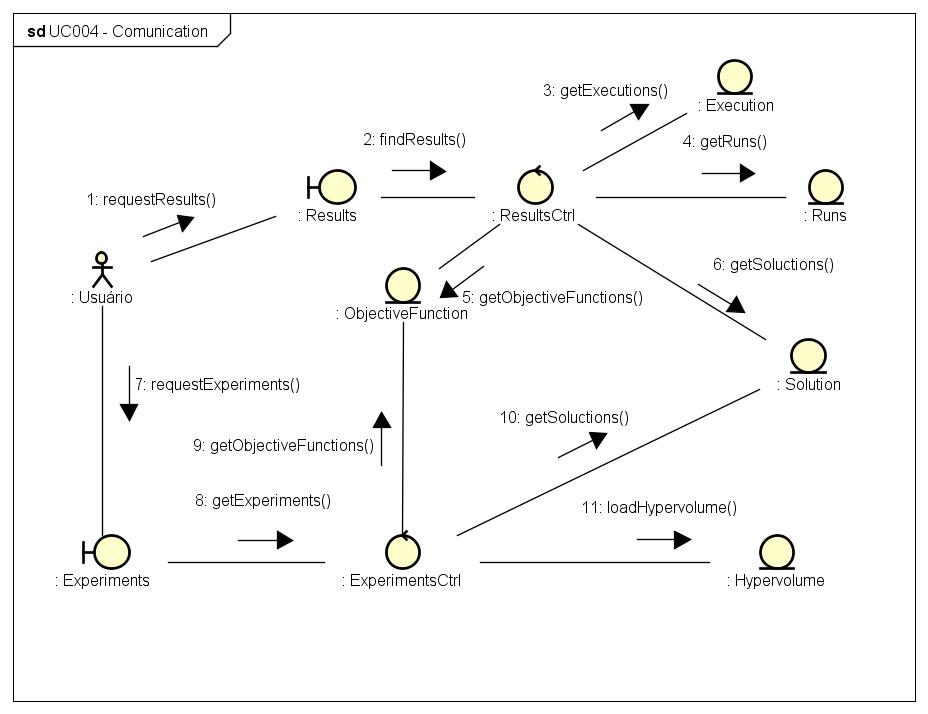 sd UC004 - Comunication
3: getExecutions()
: Execution
2: findResults()
4: getRuns()
1: requestResults()
: Results
: ResultsCtrl
: Runs
6: getSoluctions()
: Usuário
5: getObjectiveFunctions()
: ObjectiveFunction
7: requestExperiments()
: Solution
10: getSoluctions()
9: getObjectiveFunctions()
8: getExperiments()
11: loadHypervolume()
: Experiments
: ExperimentsCtrl
: Hypervolume